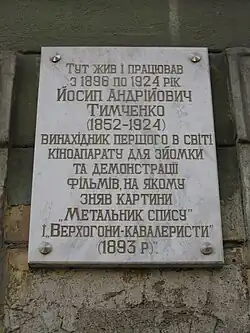 Тут жив і працював
з 1896 по 1924 рік
Йосип Андрійович
Тимченко
(1852-1924)
винахідник першого в світі
кіноапарату для зйомки
та демонстрації
фільмів, на якому
зняв картини
„Метальник спису"
і „Верхогони-кавалеристи"
(1893 р).